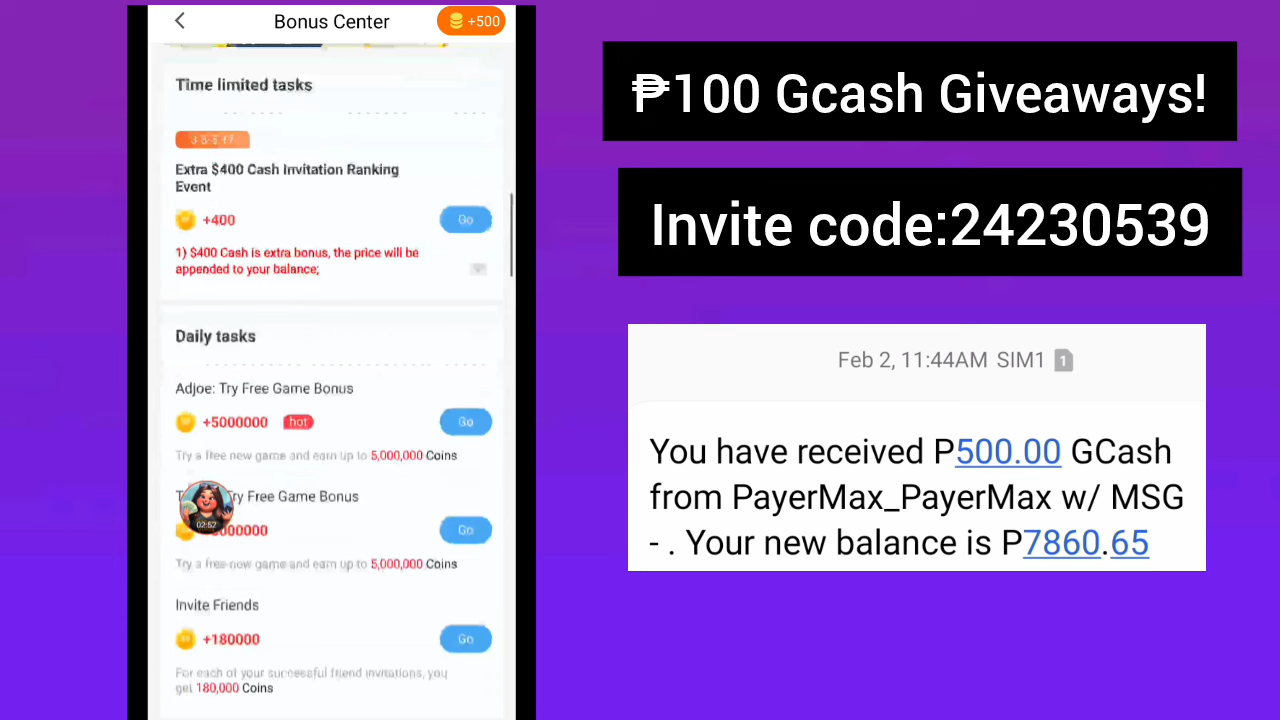 Bonus Center
+500
Time limited tasks
Extra $400 Cash Invitation Ranking
Event
+400
Go
1) $400 Cash is extra bonus, the price will be
appended to your balance;
Daily tasks
Adjoe: Try Free Game Bonus
+5000000 hot
Go
Try a free new game and earn up to 5,000,000 Coins
Try Free Game Bonus
Go
02:52
Try a free new game and earn up to 5,000,000 Coins
Invite Friends
+180000
Go
For each of your successful friend invitations, you
get 180,000 Coins
₱100 Gcash Giveaways!
Invite code:24230539
Feb 2, 11:44AM SIM1 1
You have received P500.00 GCash
from PayerMax_PayerMax w/ MSG
- . Your new balance is P7860.65